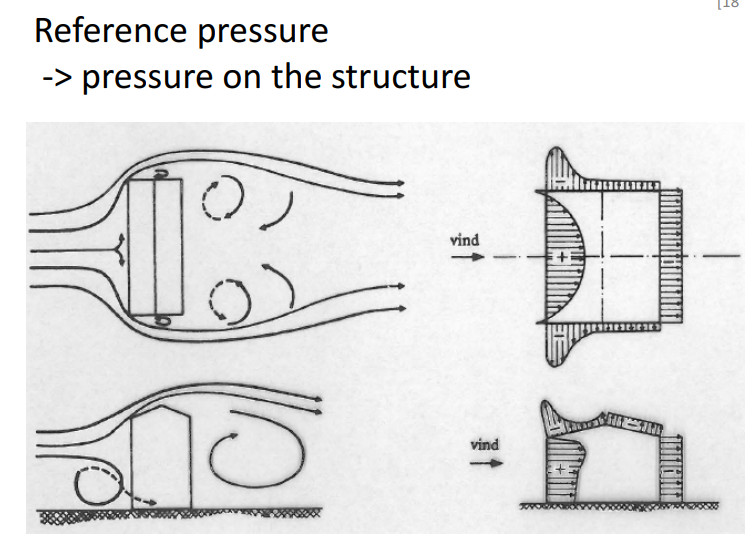 [18
Reference pressure
-> pressure on the structure
vind
+
-
-
-
vind
+
-
-